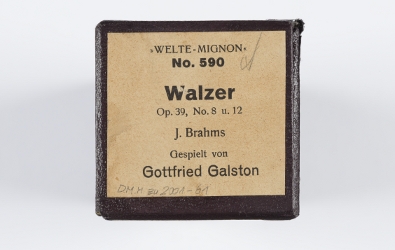 »WELTE-MIGNON«
No. 590
Walzer
Op. 39, No. 8 u. 12
J. Brahms
Gespielt von
Gottfried Galston